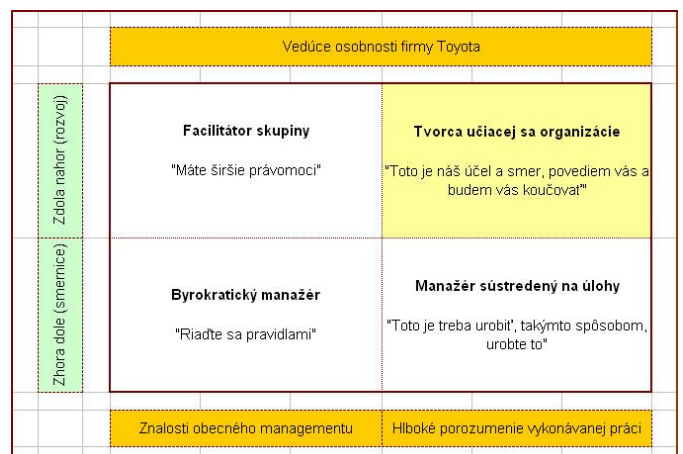 Vedúce osobnosti firmy Toyota
Zdola nahor (rozvoj)
Facilitátor skupiny
"Máte širšie právomoci"
Tvorca učiacej sa organizácie
"Toto je náš účel a smer, povediem vás a
budem vás koučovať"
Zhora dole (smernice)
Byrokratický manažér
"Riaďte sa pravidlami"
Manažér sústredený na úlohy
"Toto je treba urobiť, takýmto spôsobom,
urobte to"
Znalosti obecného managementu
Hlboké porozumenie vykonávanej práci